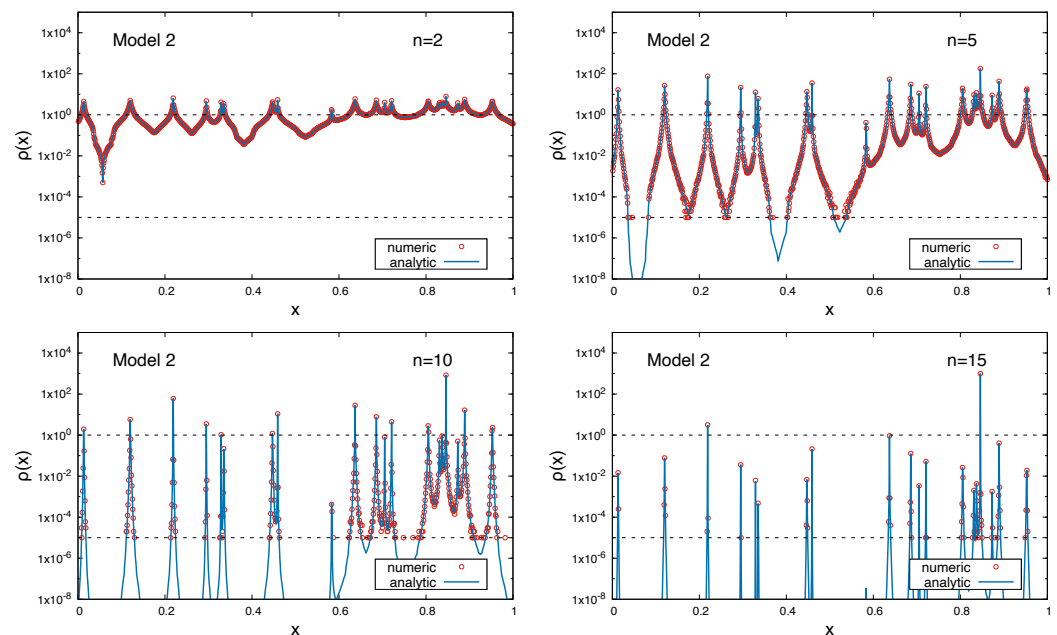 Model 2 n=2
1x10^4
1x10^2
1x10^0
1x10^-2
1x10^-4
1x10^-6
1x10^-8
ρ(x)
numeric
analytic
0 0.2 0.4 0.6 0.8 1
x
Model 2 n=5
1x10^4
1x10^2
1x10^0
1x10^-2
1x10^-4
1x10^-6
1x10^-8
ρ(x)
numeric
analytic
0 0.2 0.4 0.6 0.8 1
x
Model 2 n=10
1x10^4
1x10^2
1x10^0
1x10^-2
1x10^-4
1x10^-6
1x10^-8
ρ(x)
numeric
analytic
0 0.2 0.4 0.6 0.8 1
x
Model 2 n=15
1x10^4
1x10^2
1x10^0
1x10^-2
1x10^-4
1x10^-6
1x10^-8
ρ(x)
numeric
analytic
0 0.2 0.4 0.6 0.8 1
x